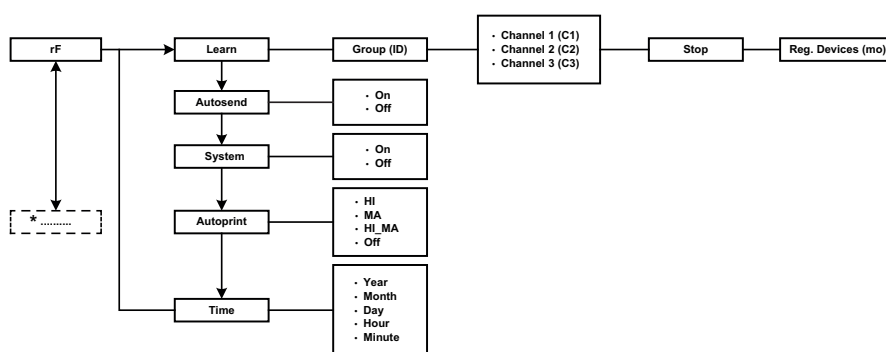 rF
Learn
Group (ID)
· Channel 1 (C1)
· Channel 2 (C2)
· Channel 3 (C3)
Stop
Reg. Devices (mo)
Autosend
· On
· Off
System
· On
· Off
* ..........
Autoprint
· HI
· MA
· HI_MA
· Off
Time
· Year
· Month
· Day
· Hour
· Minute